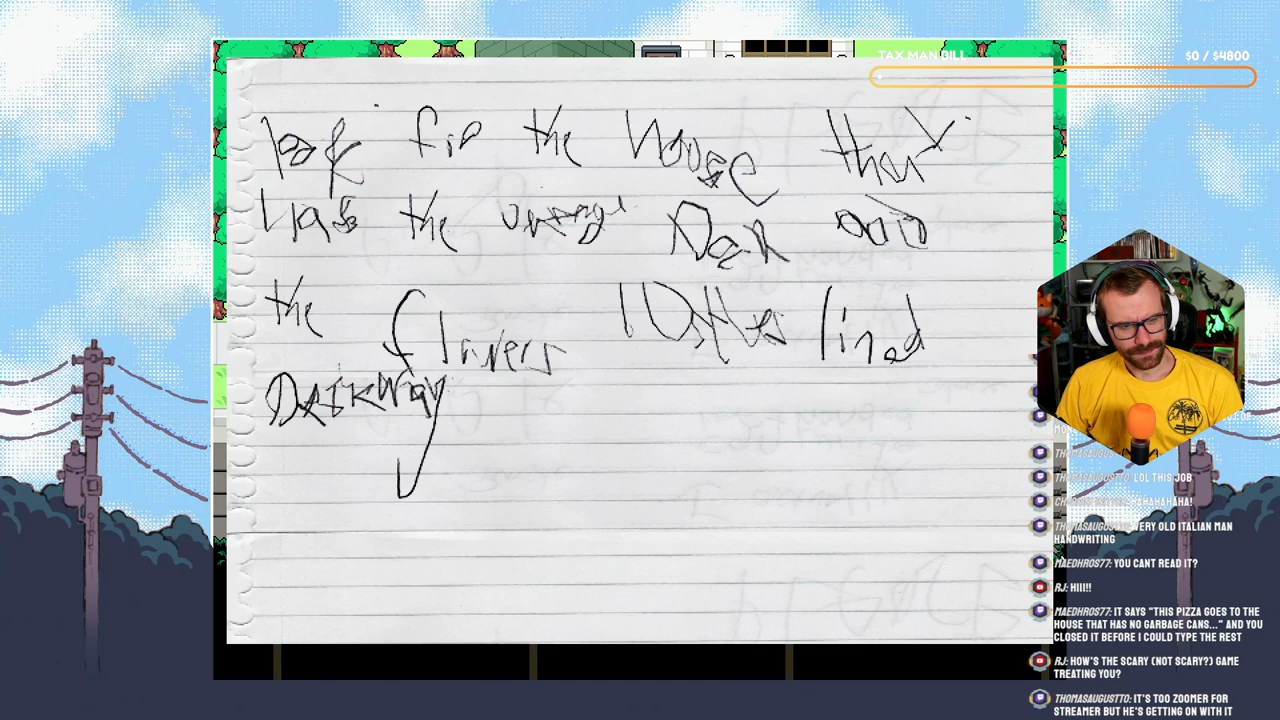 TAX MAN BILL
$0 / $4800
look for the house that
has the orange Door and
the flowers lined
THOMASAUGUSTTO: LOL THIS JOB
HAHAHAHA!
THOMASAUGUSTTO: VERY OLD ITALIAN MAN
HANDWRITING
MAEDHROS77: YOU CANT READ IT?
RJ: HIII!!
MAEDHROS77: IT SAYS "THIS PIZZA GOES TO THE
HOUSE THAT HAS NO GARBAGE CANS..." AND YOU
CLOSED IT BEFORE I COULD TYPE THE REST
RJ: HOW'S THE SCARY (NOT SCARY?) GAME
TREATING YOU?
THOMASAUGUSTTO: IT'S TOO ZOOMER FOR
STREAMER BUT HE'S GETTING ON WITH IT